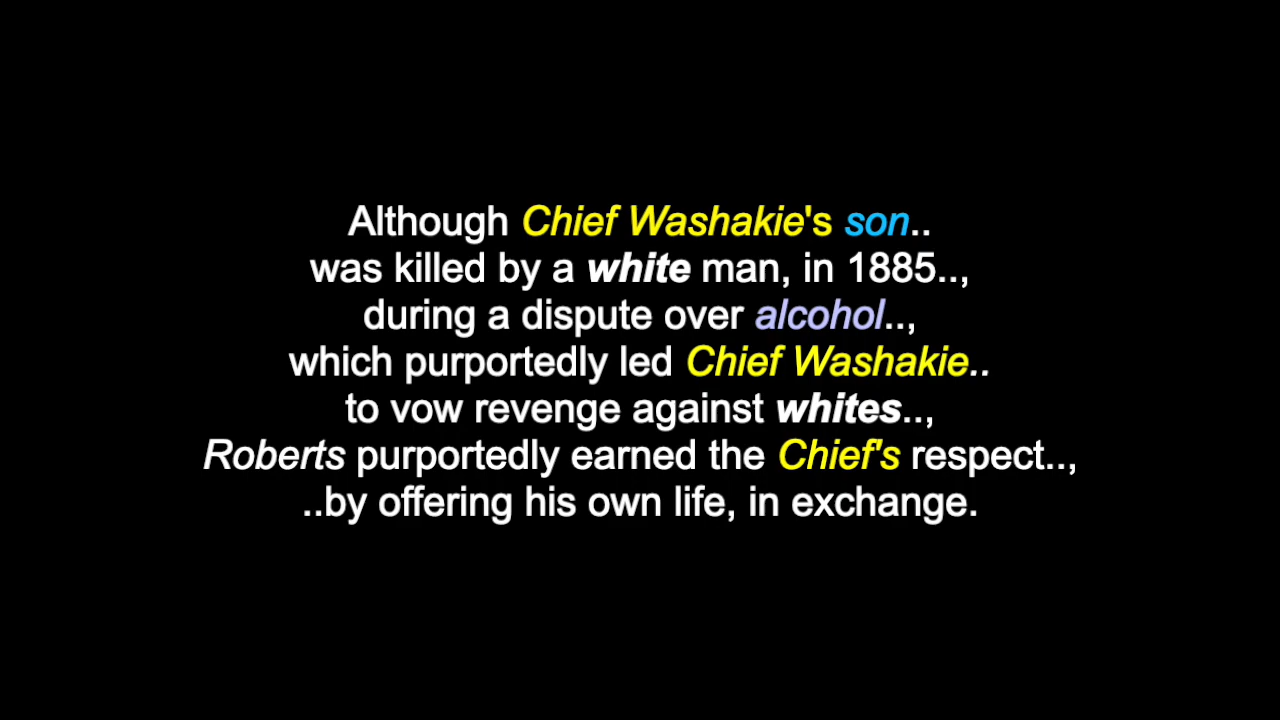 Although Chief Washakie's son..
was killed by a white man, in 1885..,
during a dispute over alcohol..,
which purportedly led Chief Washakie..
to vow revenge against whites..,
Roberts purportedly earned the Chief's respect..,
..by offering his own life, in exchange.